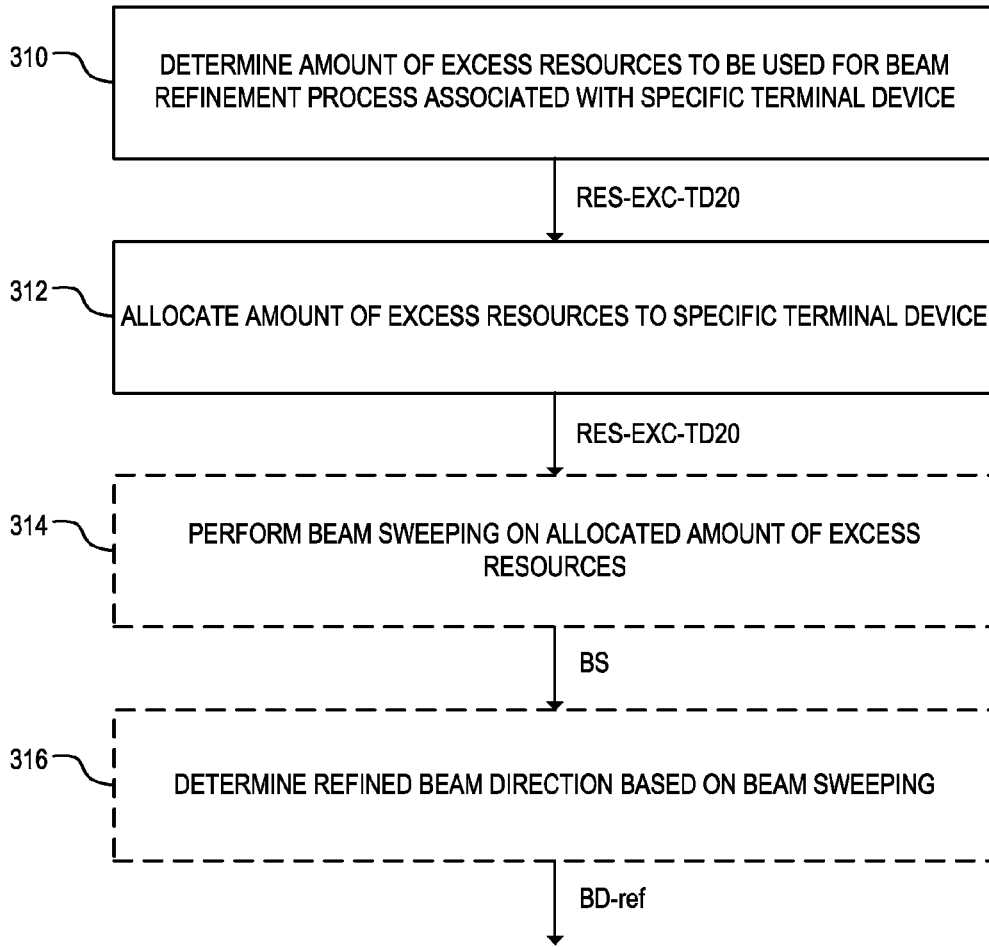 310
DETERMINE AMOUNT OF EXCESS RESOURCES TO BE USED FOR BEAM
REFINEMENT PROCESS ASSOCIATED WITH SPECIFIC TERMINAL DEVICE
RES-EXC-TD20
312
ALLOCATE AMOUNT OF EXCESS RESOURCES TO SPECIFIC TERMINAL DEVICE
RES-EXC-TD20
314
PERFORM BEAM SWEEPING ON ALLOCATED AMOUNT OF EXCESS
RESOURCES
BS
316
DETERMINE REFINED BEAM DIRECTION BASED ON BEAM SWEEPING
BD-ref